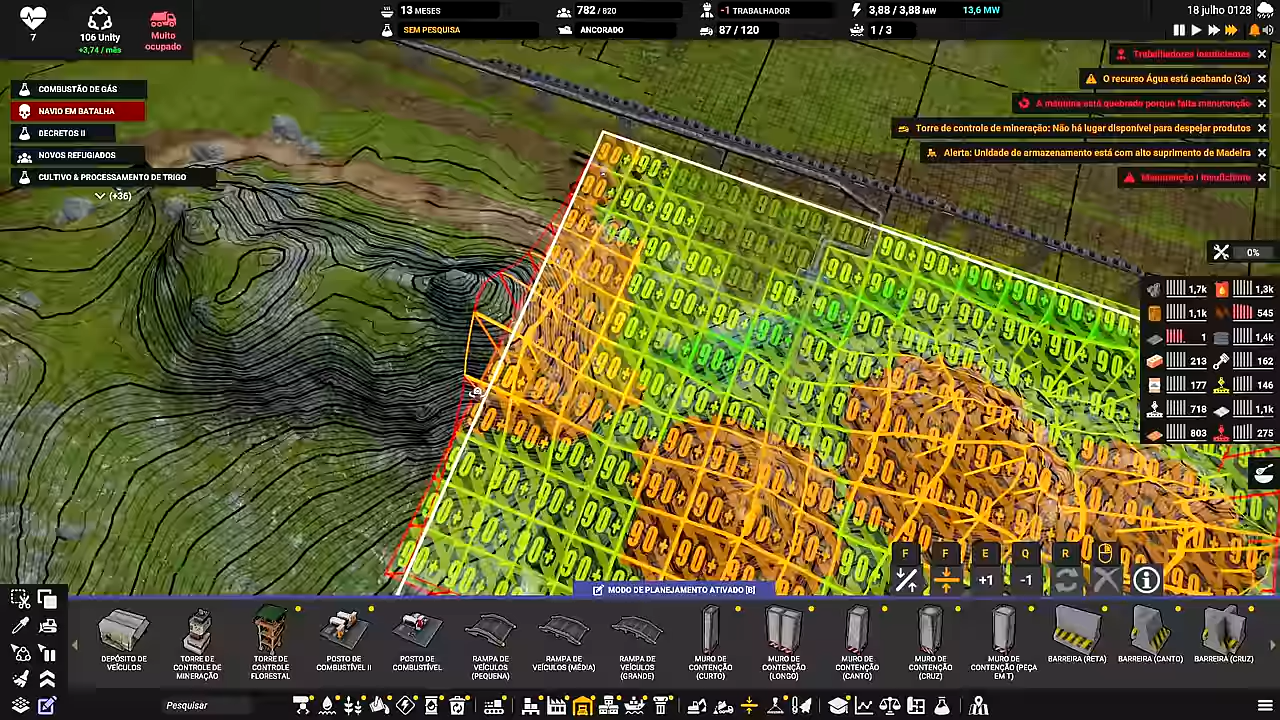 7
106 Unity
+3,74 / mês
Muito
ocupado
13 MESES
SEM PESQUISA
782 / 820
ANCORADO
-1 TRABALHADOR
87 / 120
3,88 / 3,88 MW
13,6 MW
1 / 3
18 julho 0128
COMBUSTÃO DE GÁS
NAVIO EM BATALHA
DECRETOS II
NOVOS REFUGIADOS
CULTIVO & PROCESSAMENTO DE TRIGO
(+36)
Trabalhadores insuficientes
O recurso Água está acabando (3x)
A máquina está quebrada porque falta manutenção
Torre de controle de mineração: Não há lugar disponível para despejar produtos
Alerta: Unidade de armazenamento está com alto suprimento de Madeira
Manutenção I insuficiente
0%
1,7k
1,3k
1,1k
545
1
1,4k
213
162
177
146
718
1,1k
803
275
F
F
E
Q
R
+1
-1
MODO DE PLANEJAMENTO ATIVADO [B]
DEPÓSITO DE
VEÍCULOS
TORRE DE
CONTROLE DE
MINERAÇÃO
TORRE DE
CONTROLE
FLORESTAL
POSTO DE
COMBUSTÍVEL II
POSTO DE
COMBUSTÍVEL
RAMPA DE
VEÍCULOS
(PEQUENA)
RAMPA DE
VEÍCULOS (MÉDIA)
RAMPA DE
VEÍCULOS
(GRANDE)
MURO DE
CONTENÇÃO
(CURTO)
MURO DE
CONTENÇÃO
(LONGO)
MURO DE
CONTENÇÃO
(CANTO)
MURO DE
CONTENÇÃO
(CRUZ)
MURO DE
CONTENÇÃO (PEÇA
EM T)
BARREIRA (RETA)
BARREIRA (CANTO)
BARREIRA (CRUZ)
Pesquisar